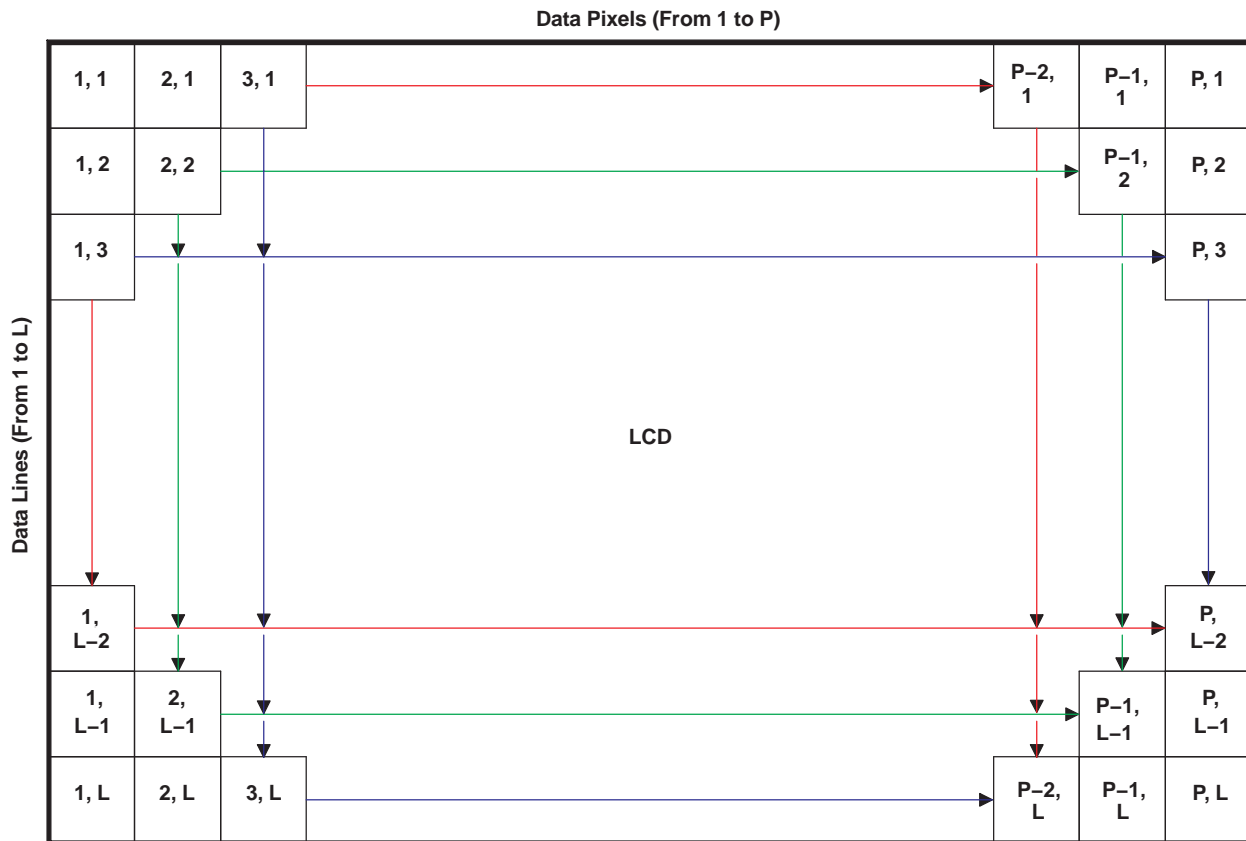 Data Pixels (From 1 to P)
1, 1
2, 1
3, 1
P–2,
1
P–1,
1
P, 1
1, 2
2, 2
P–1,
2
P, 2
1, 3
P, 3
Data Lines (From 1 to L)
LCD
1,
L–2
P,
L–2
1,
L–1
2,
L–1
P–1,
L–1
P,
L–1
1, L
2, L
3, L
P–2,
L
P–1,
L
P, L